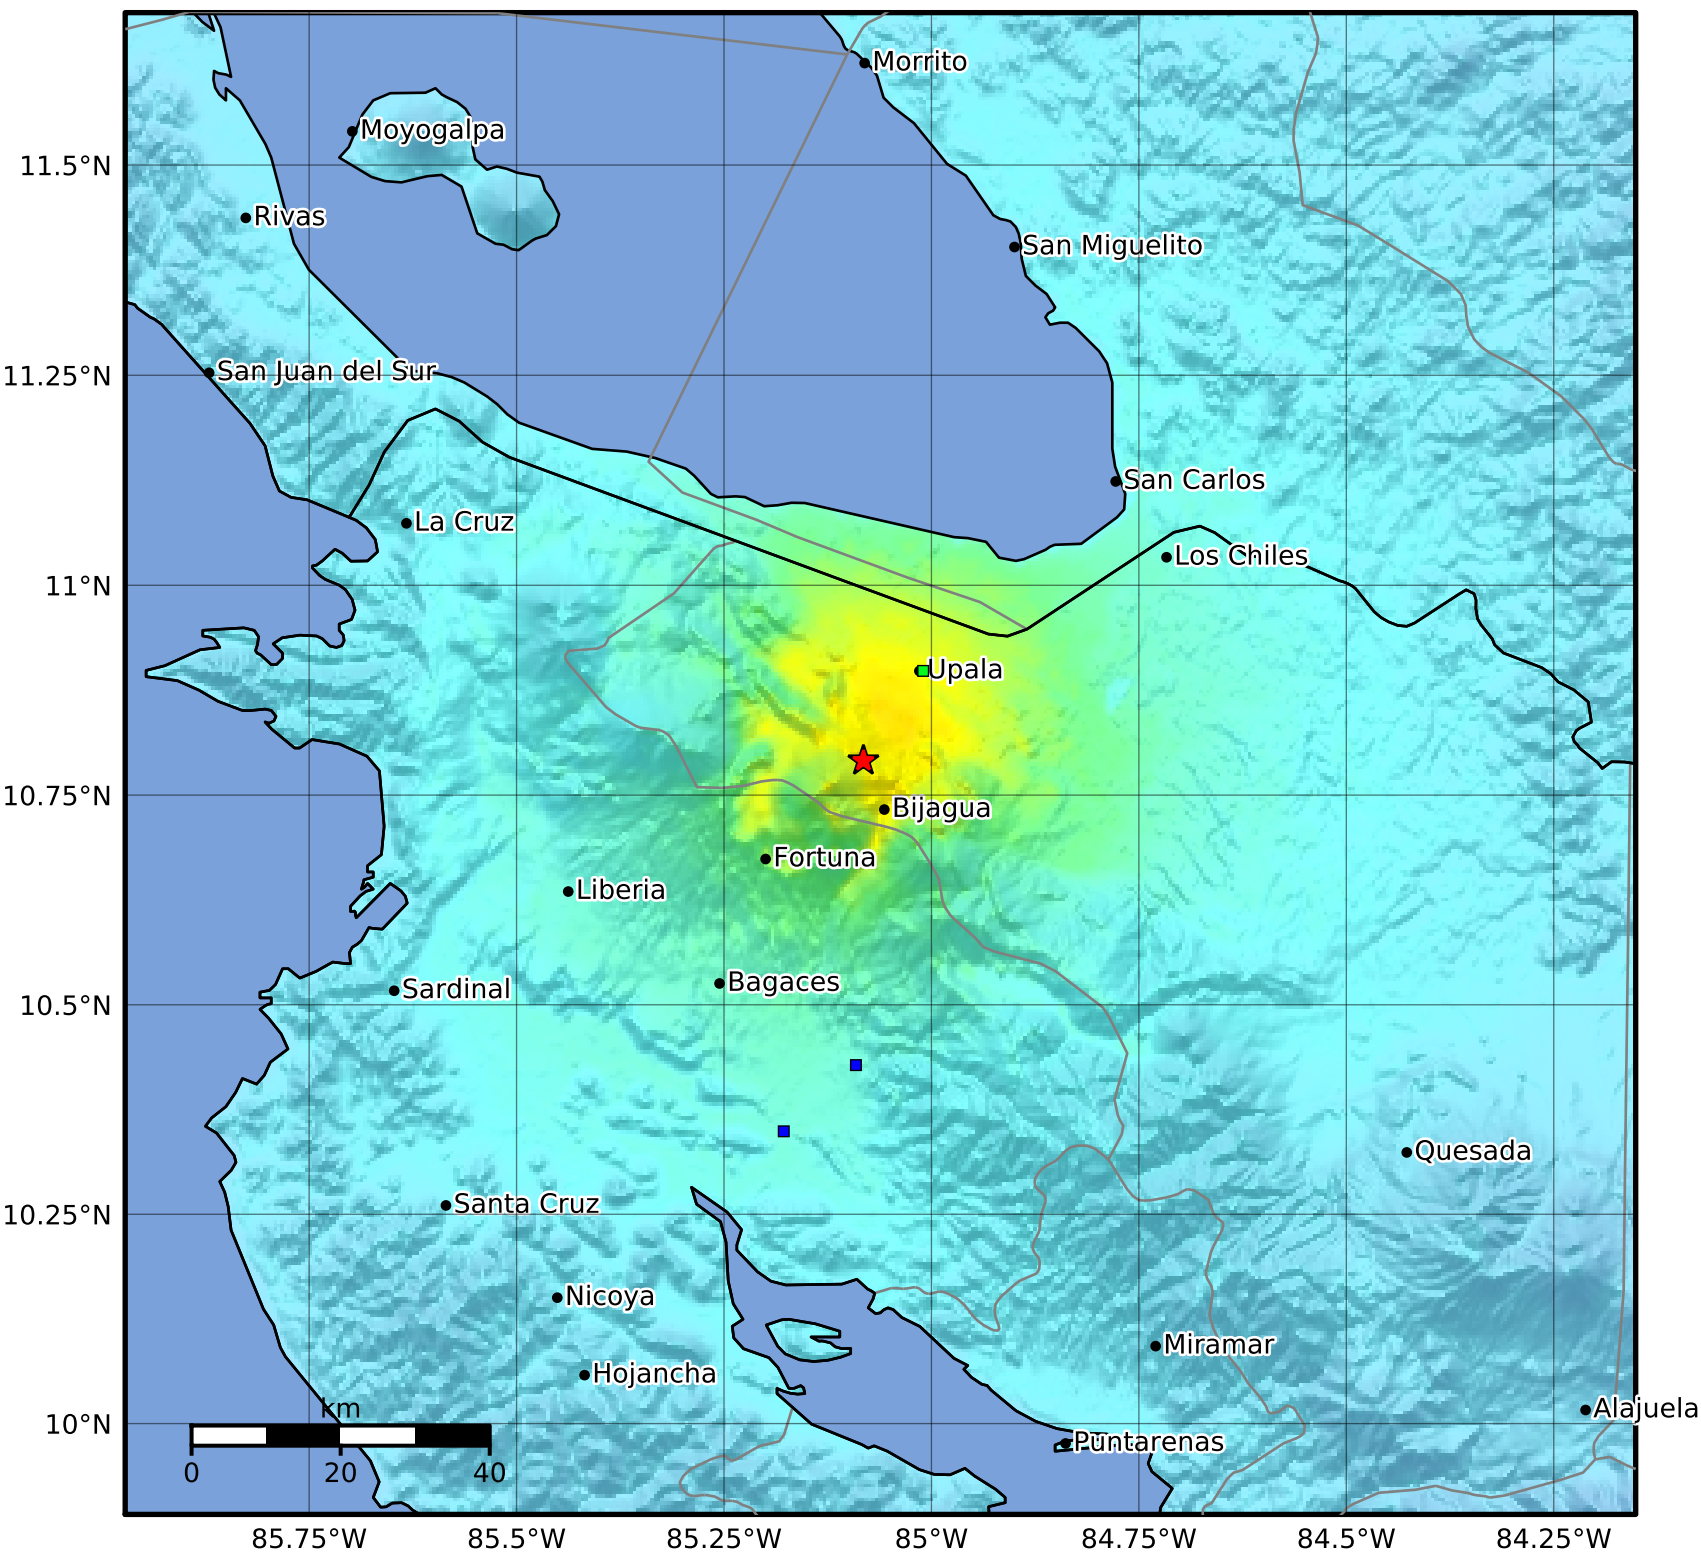 Morrito
Moyogalpa
11.5°N
Rivas
San Miguelito
San Juan del Sur
11.25°N
San Carlos
La Cruz
Los Chiles
11°N
Upala
10.75°N
Bijagua
Fortuna
Liberia
Bagaces
Sardinal
10.5°N
Quesada
Santa Cruz
10.25°N
Nicoya
Miramar
Hojancha
km
Alajuela
10°N
Puntarenas
0 20 40
85.75°W 85.5°W 85.25°W 85°W 84.75°W 84.5°W 84.25°W